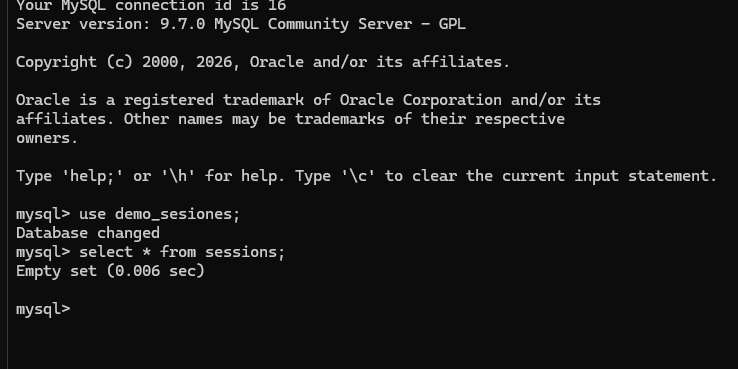 Your MySQL connection id is 16
Server version: 9.7.0 MySQL Community Server - GPL
Copyright (c) 2000, 2026, Oracle and/or its affiliates.
Oracle is a registered trademark of Oracle Corporation and/or its
affiliates. Other names may be trademarks of their respective
owners.
Type 'help;' or '\h' for help. Type '\c' to clear the current input statement.
mysql> use demo_sesiones;
Database changed
mysql> select * from sessions;
Empty set (0.006 sec)
mysql>